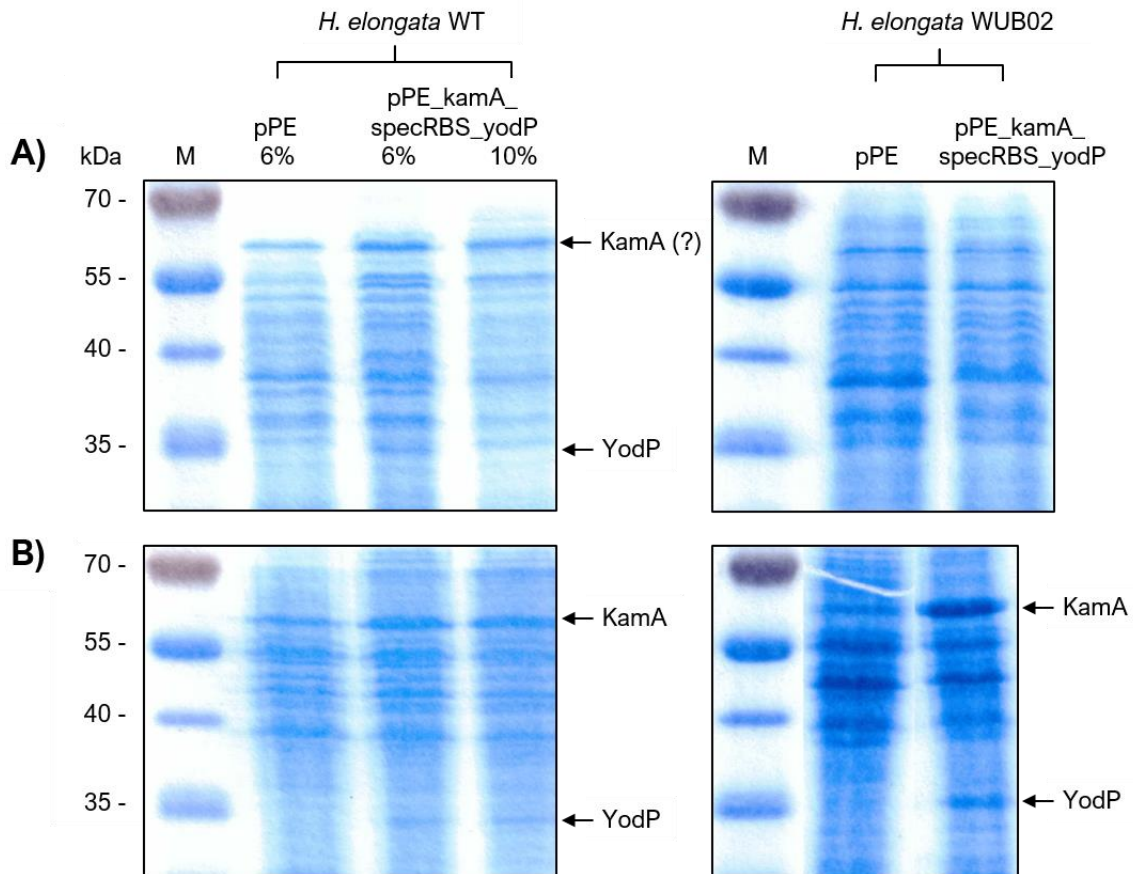 H. elongata WT
H. elongata WUB02
pPE_kamA_
pPE
specRBS_yodP
pPE_kamA_
A) kDa M 6% 6% 10%
M pPE specRBS_yodP
70 -
KamA (?)
55 -
40 -
35 -
YodP
B)
70 -
KamA
KamA
55 -
40 -
35 -
YodP
YodP